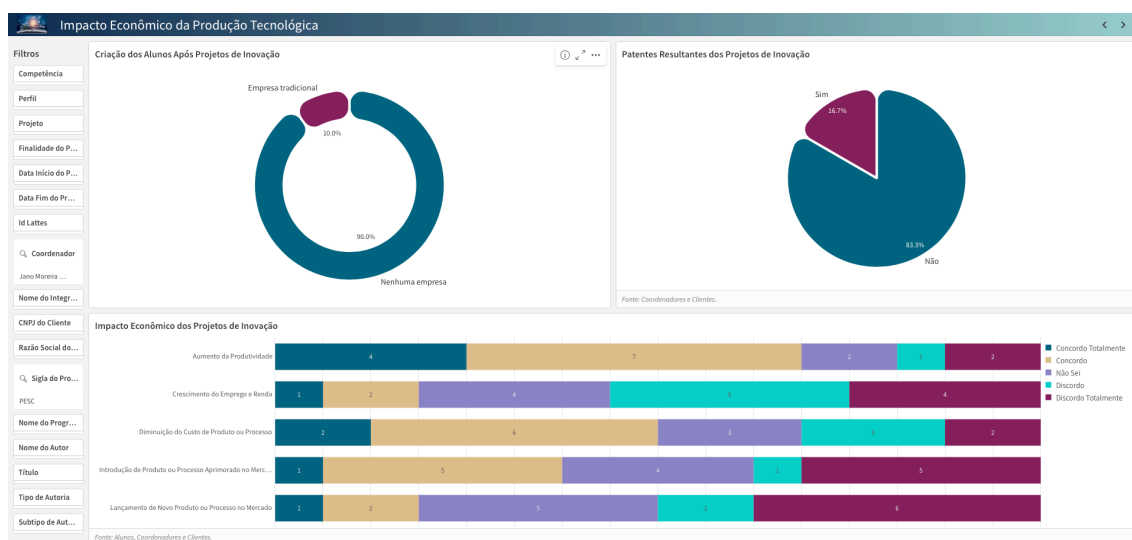 Impacto Econômico da Produção Tecnológica
Filtros
Competência
Perfil
Projeto
Finalidade do P...
Data Início do P...
Data Fim do Pr...
Id Lattes
Coordenador
Jano Moreira ...
Nome do Integr...
CNPJ do Cliente
Razão Social do...
Sigla do Pro...
PESC
Nome do Progr...
Nome do Autor
Título
Tipo de Autoria
Subtipo de Aut...
Criação dos Alunos Após Projetos de Inovação
Empresa tradicional
10.0%
90.0%
Nenhuma empresa
Patentes Resultantes dos Projetos de Inovação
Sim
16.7%
83.3%
Não
Fonte: Coordenadores e Clientes.
Impacto Econômico dos Projetos de Inovação
Aumento da Produtividade 4 7 2 1 2
Crescimento do Emprego e Renda 1 2 4 5 4
Diminuição do Custo de Produto ou Processo 2 6 3 3 2
Introdução de Produto ou Processo Aprimorado no Merc... 1 5 4 1 5
Lançamento de Novo Produto ou Processo no Mercado 1 2 5 2 6
Concordo Totalmente
Concordo
Não Sei
Discordo
Discordo Totalmente
Fonte: Alunos, Coordenadores e Clientes.